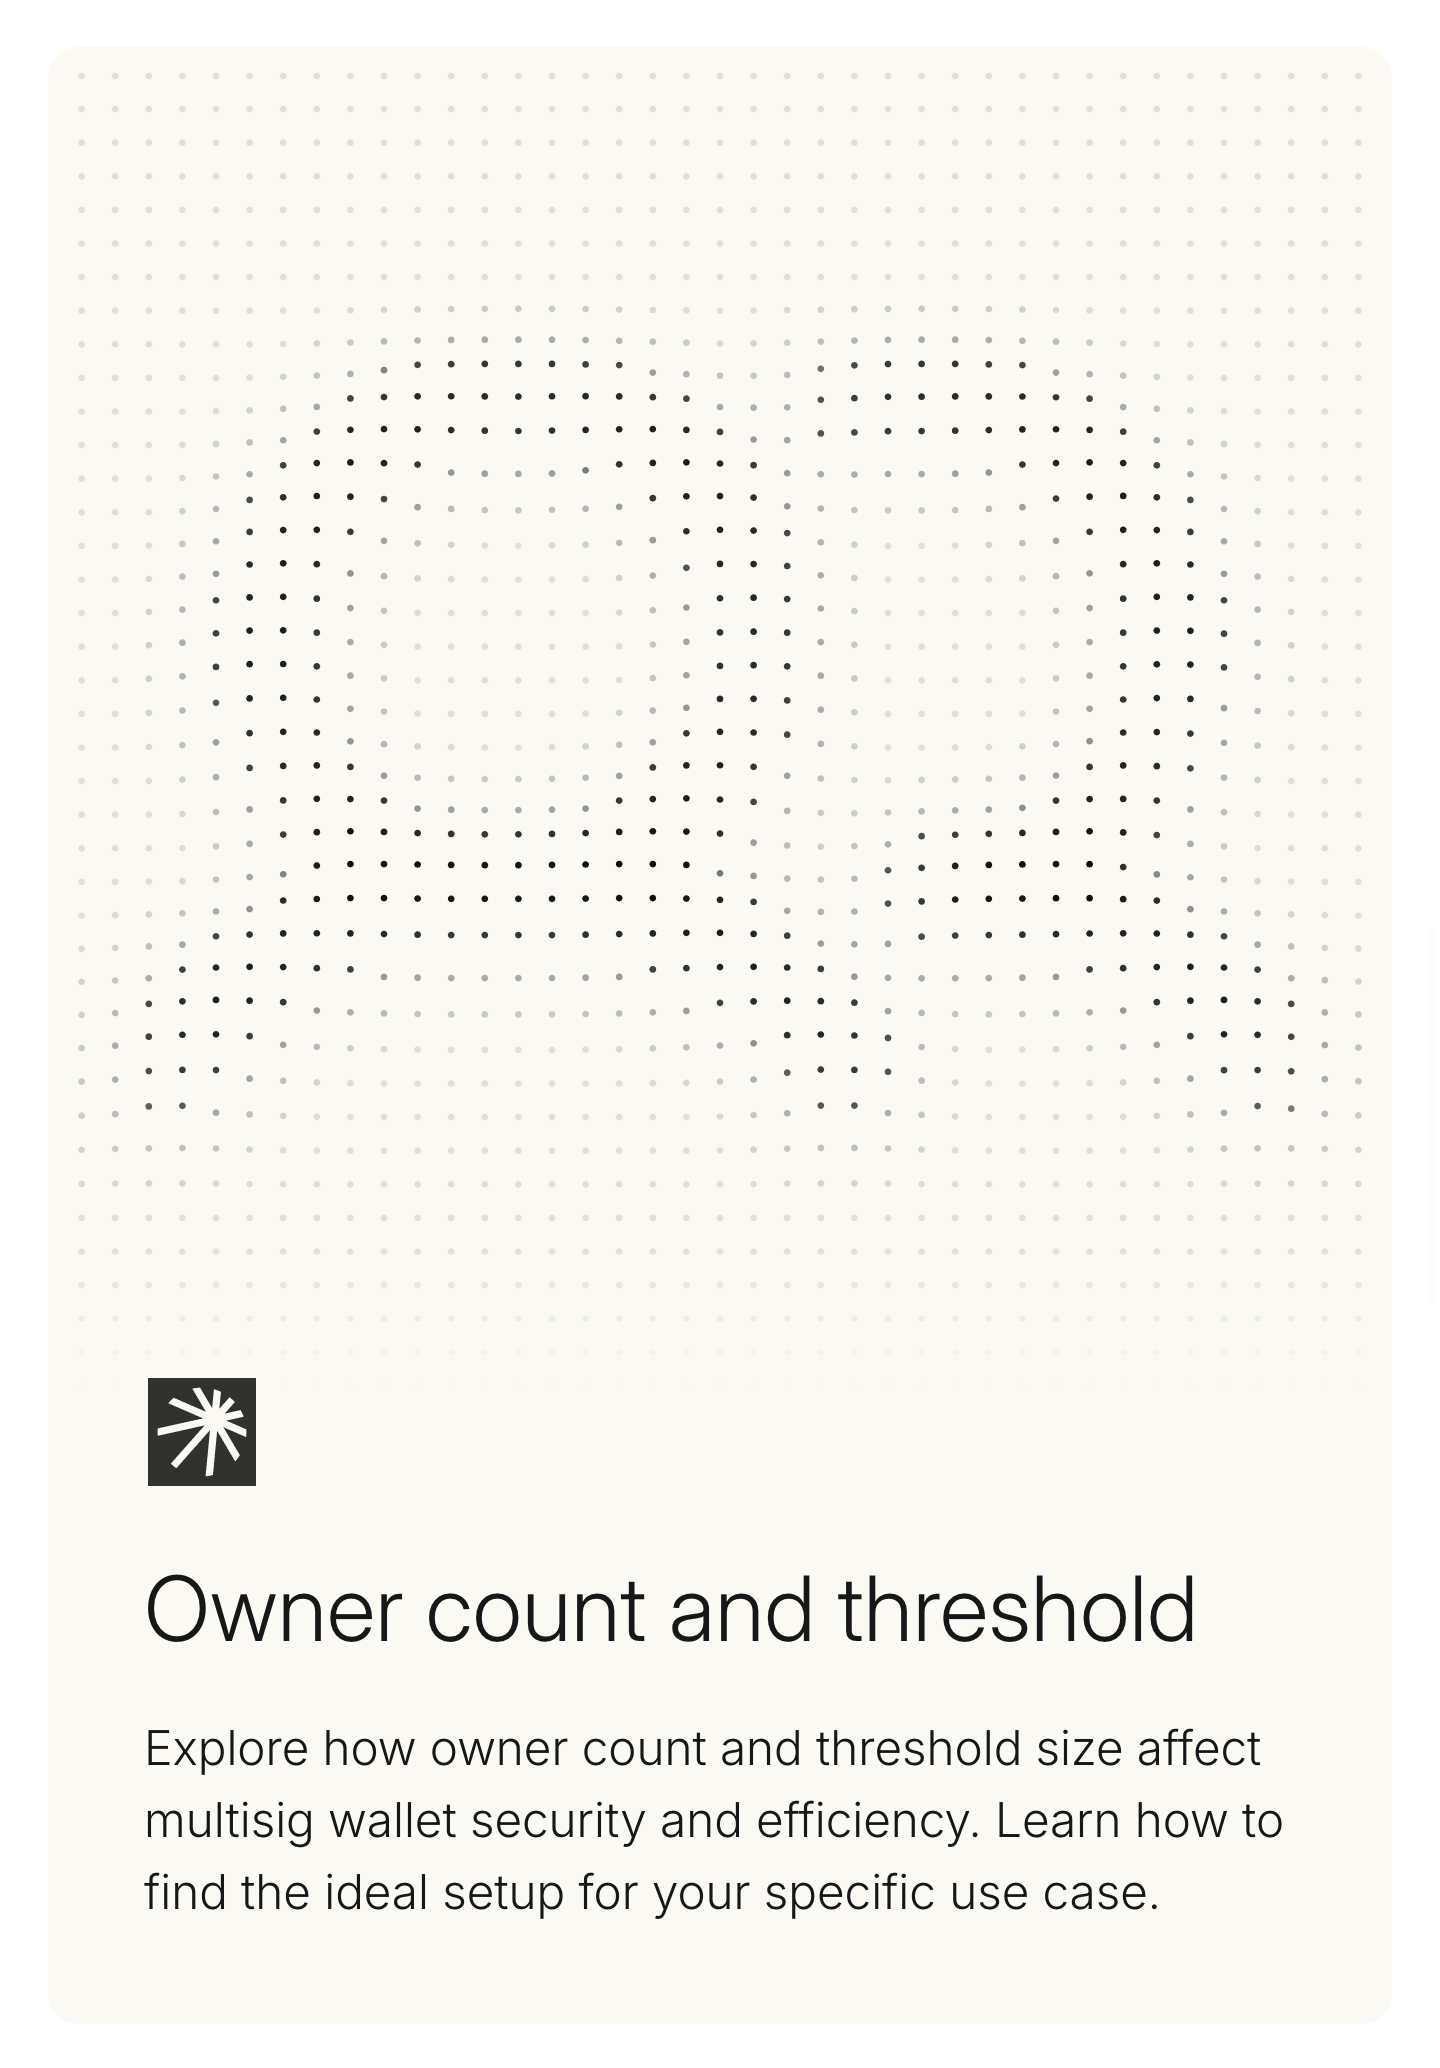 Owner count and threshold
Explore how owner count and threshold size affect
multisig wallet security and efficiency. Learn how to
find the ideal setup for your specific use case.